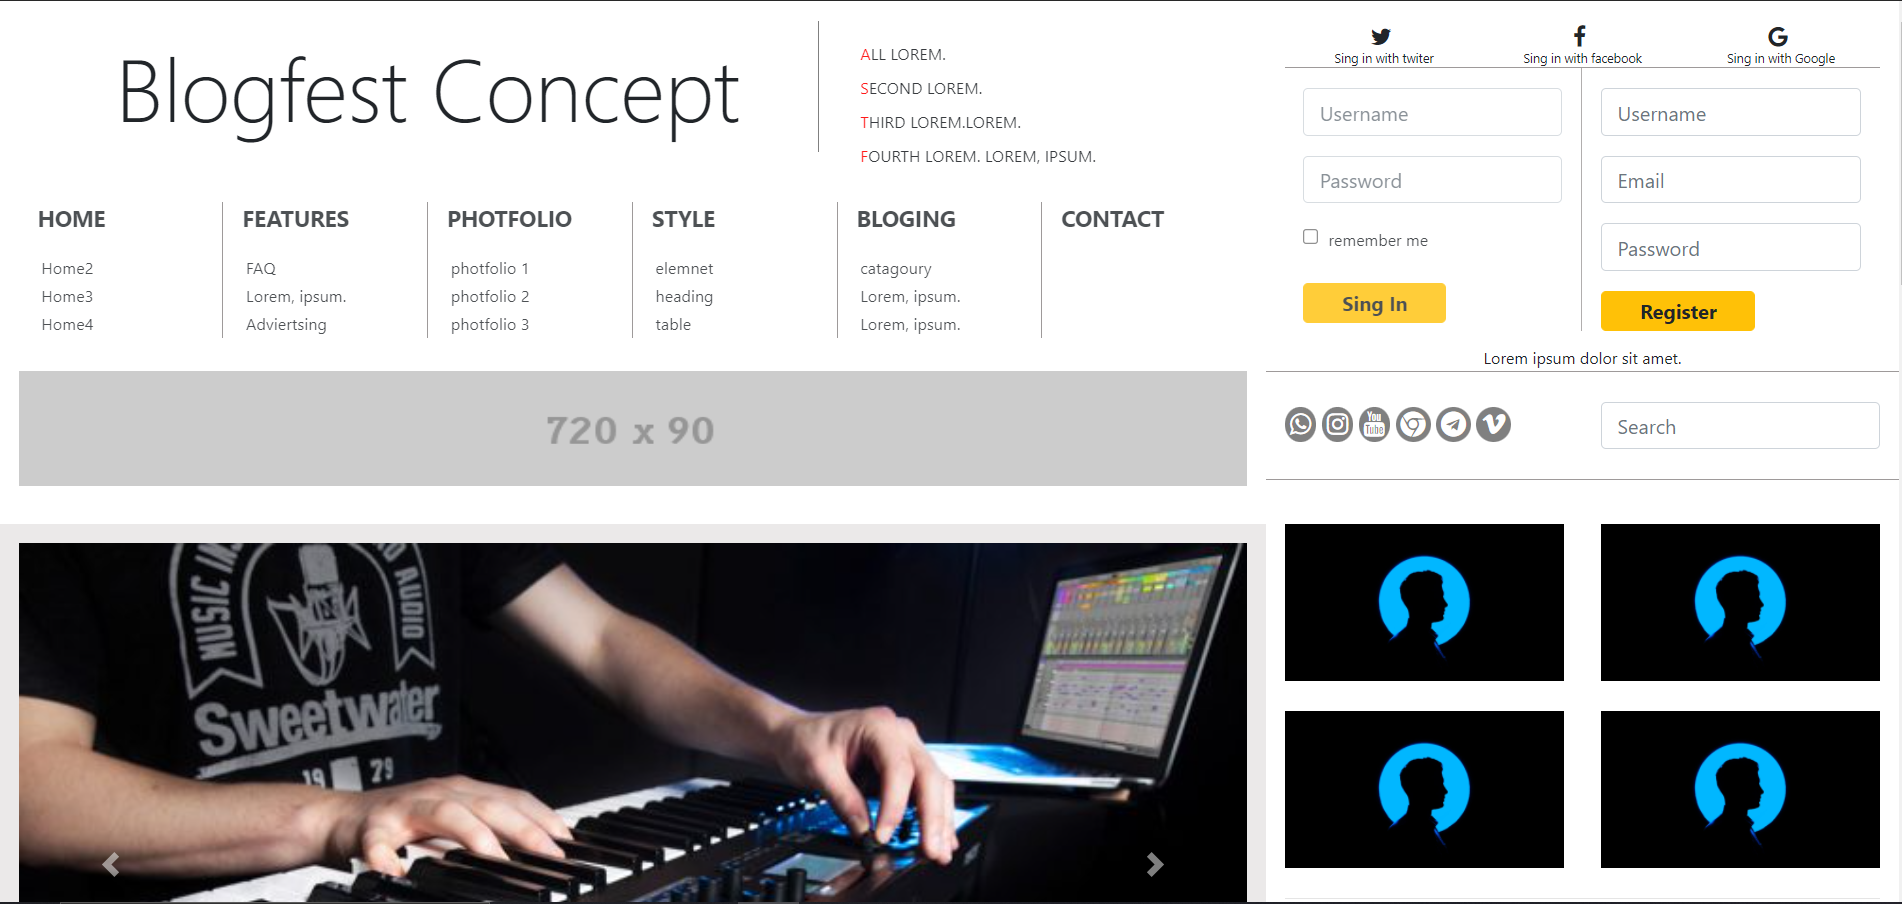 Blogfest Concept
ALL LOREM.
SECOND LOREM.
THIRD LOREM.LOREM.
FOURTH LOREM. LOREM, IPSUM.
Sing in with twiter
Sing in with facebook
Sing in with Google
Username
Password
remember me
Sing In
Username
Email
Password
Register
Lorem ipsum dolor sit amet.
HOME
Home2
Home3
Home4
FEATURES
FAQ
Lorem, ipsum.
Adviertsing
PHOTFOLIO
photfolio 1
photfolio 2
photfolio 3
STYLE
elemnet
heading
table
BLOGING
catagoury
Lorem, ipsum.
Lorem, ipsum.
CONTACT
720 x 90
You
Tube
Search
MUSIC INS
AUDIO
Sweetwater
19 79